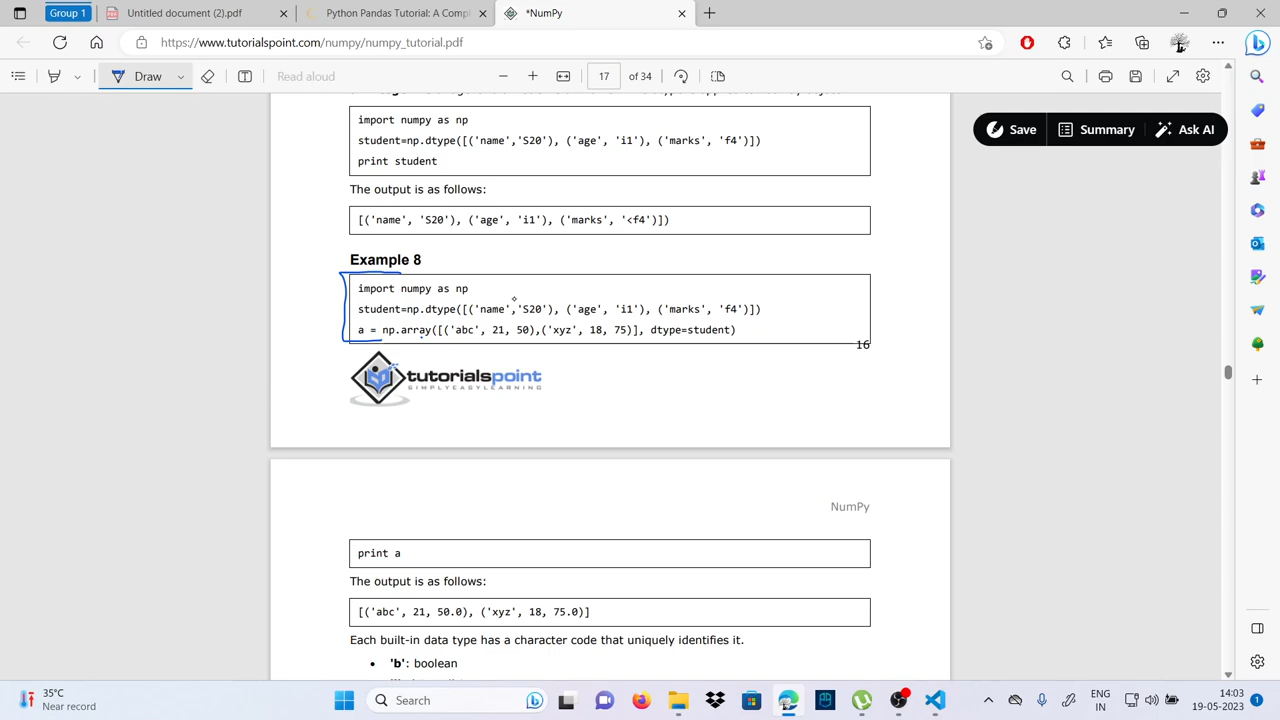 Group 1
Untitled document (2).pdf
Python Pandas Tutorial: A Compl
*NumPy
https://www.tutorialspoint.com/numpy/numpy_tutorial.pdf
Draw
Read aloud
17 of 34
Save
Summary
Ask AI
import numpy as np
student=np.dtype([('name','S20'), ('age', 'i1'), ('marks', 'f4')])
print student
The output is as follows:
[('name', 'S20'), ('age', 'i1'), ('marks', '<f4')])
Example 8
import numpy as np
student=np.dtype([('name','S20'), ('age', 'i1'), ('marks', 'f4')])
a = np.array([('abc', 21, 50),('xyz', 18, 75)], dtype=student)
16
tutorialspoint
SIMPLYEASYLEARNING
NumPy
print a
The output is as follows:
[('abc', 21, 50.0), ('xyz', 18, 75.0)]
Each built-in data type has a character code that uniquely identifies it.
• 'b': boolean
35°C
Near record
Search
ENG
IN
14:03
19-05-2023
1